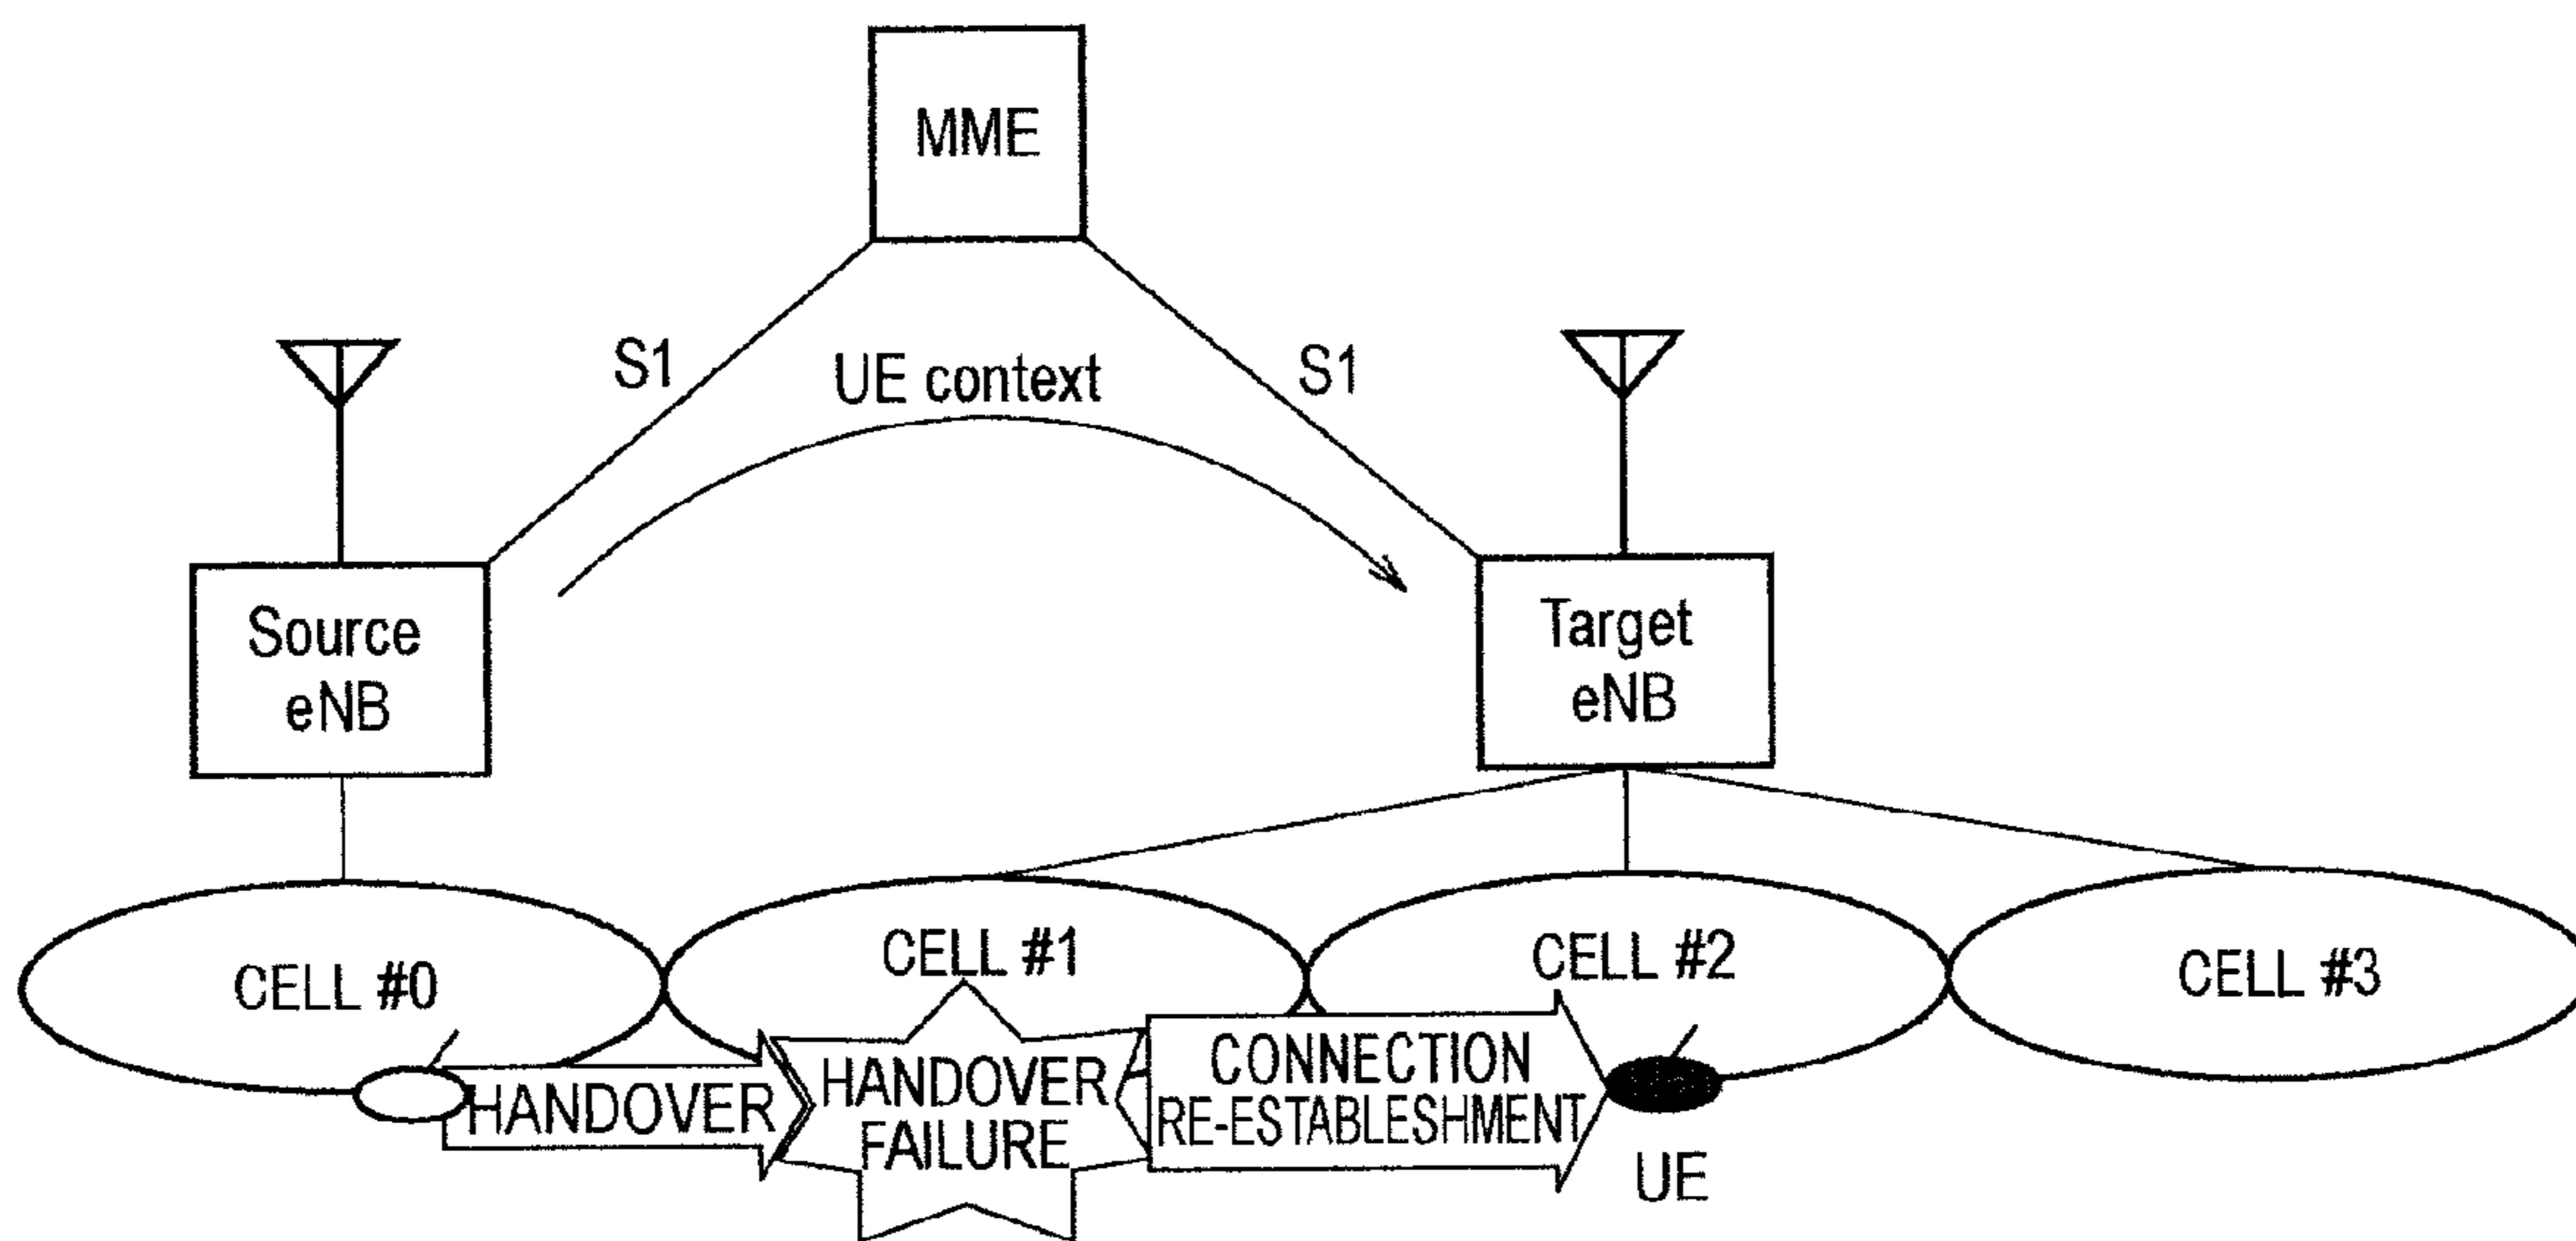 MME
S1
UE context
S1
Source
eNB
Target
eNB
CELL #0
CELL #1
CELL #2
CELL #3
HANDOVER
HANDOVER
FAILURE
CONNECTION
RE-ESTABLESHMENT
UE